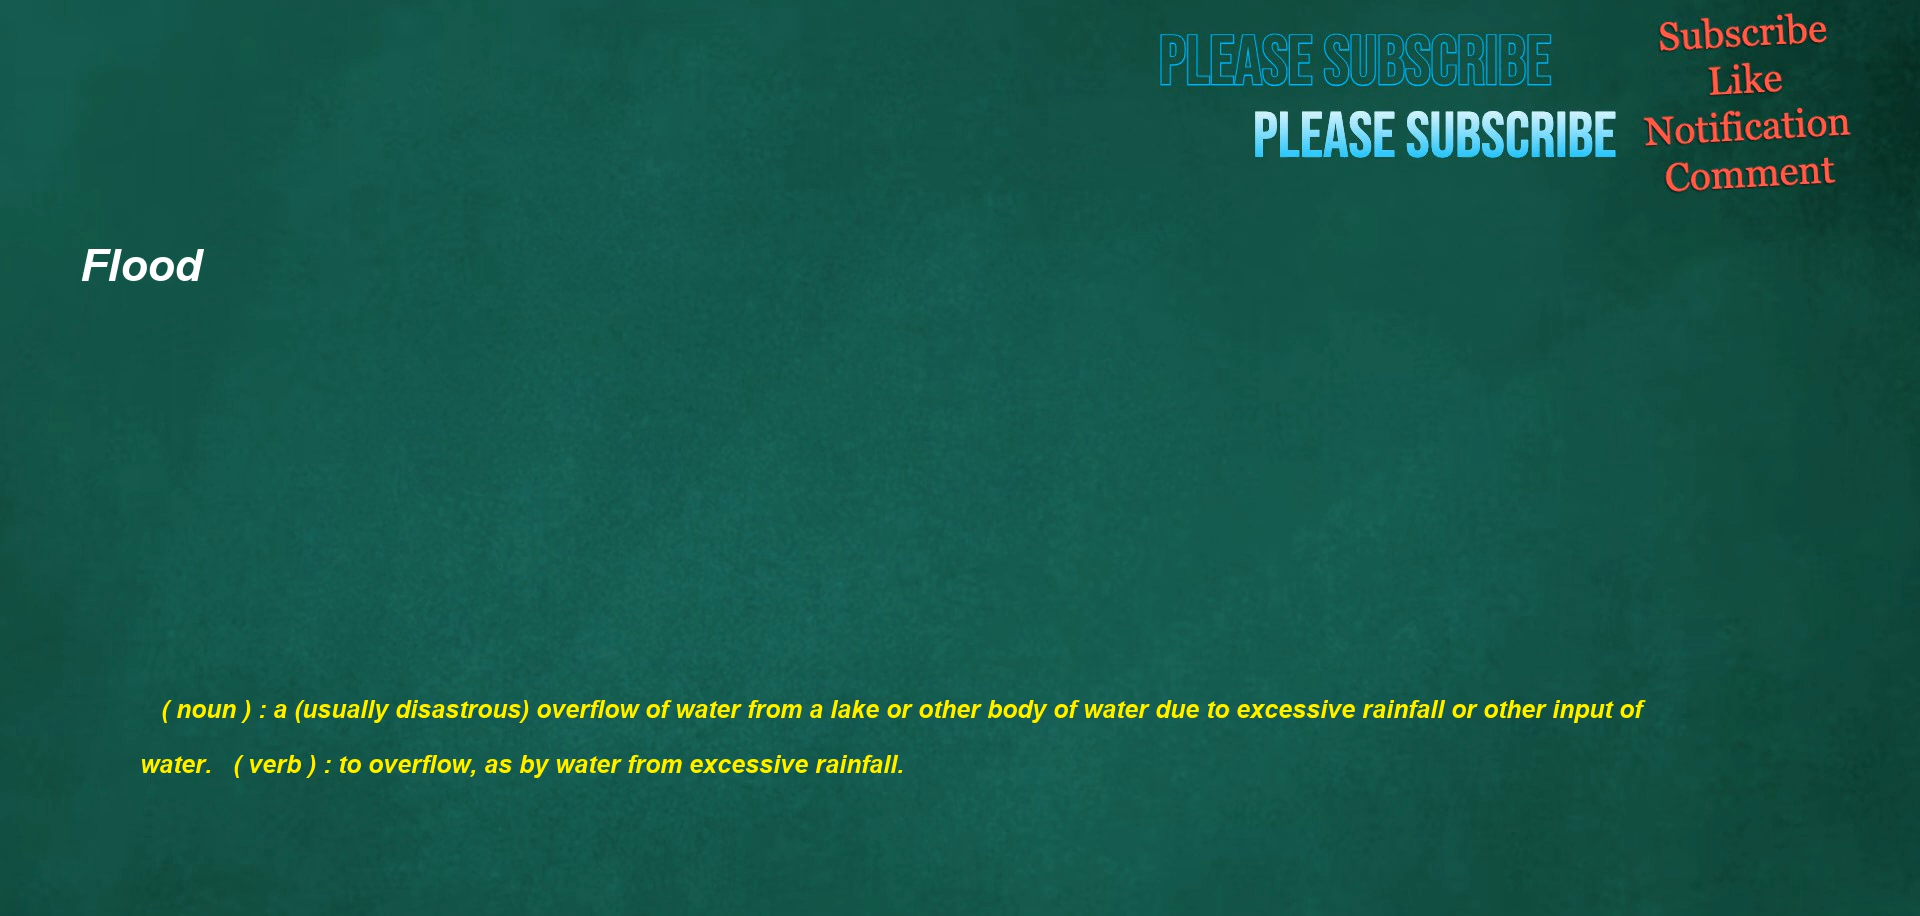 PLEASE SUBSCRIBE
PLEASE SUBSCRIBE
Subscribe
Like
Notification
Comment
Flood
( noun ) : a (usually disastrous) overflow of water from a lake or other body of water due to excessive rainfall or other input of
water. ( verb ) : to overflow, as by water from excessive rainfall.